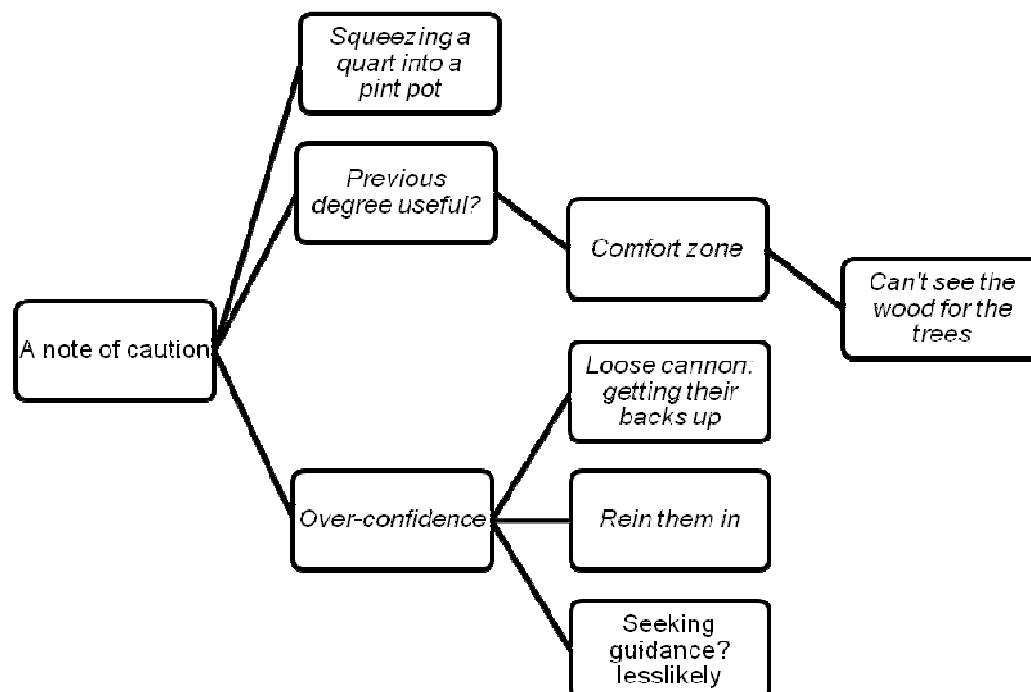 Squeezing a
quart into a
pint pot
Previous
degree useful?
Comfort zone
Can't see the
wood for the
trees
A note of caution
Loose cannon:
getting their
backs up
Over-confidence
Rein them in
Seeking
guidance?
lesslikely